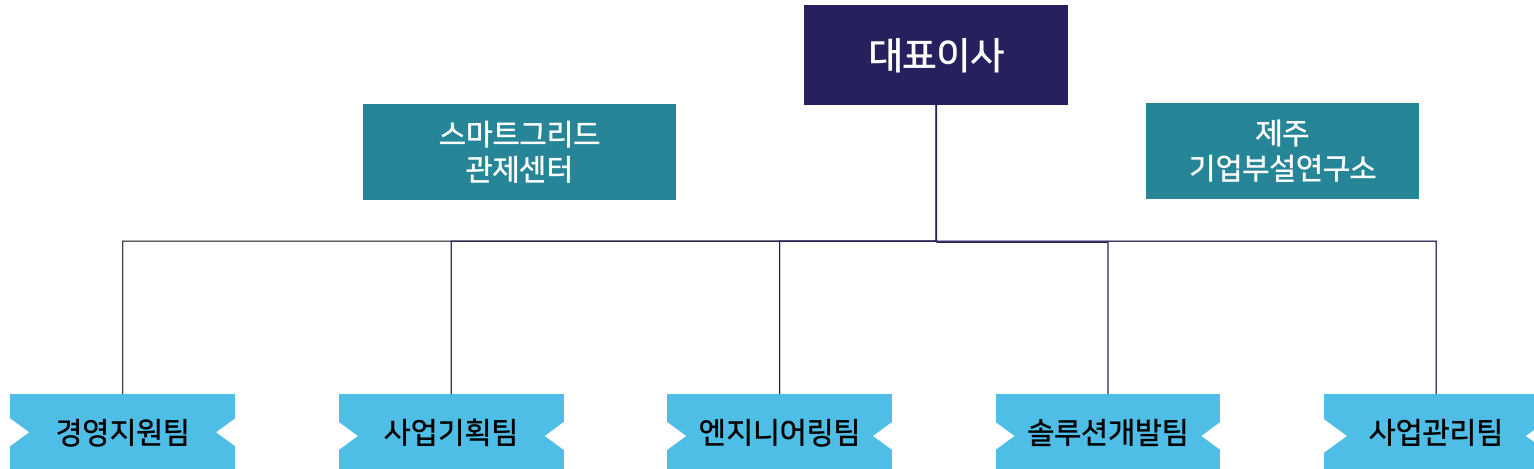 대표이사
스마트그리드
관제센터
제주
기업부설연구소
경영지원팀
사업기획팀
엔지니어링팀
솔루션개발팀
사업관리팀